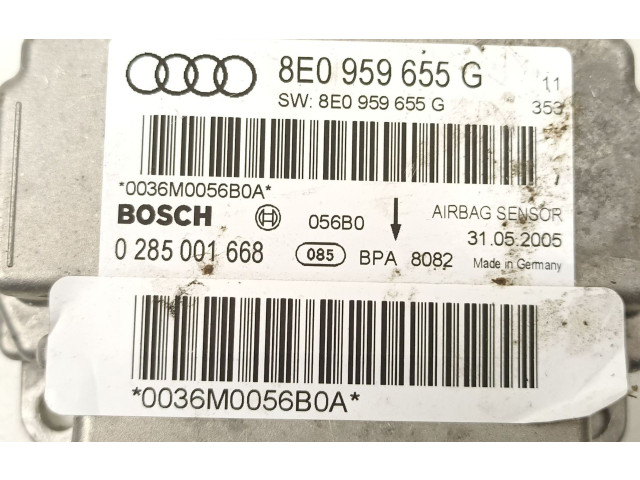 8E0 959 655 G
11
SW: 8E0 959 655 G
353
*0036M0056B0A*
BOSCH 056B0 AIRBAG SENSOR
31.05.2005
0 285 001 668 085 BPA 8082 Made in Germany
*0036M0056B0A*